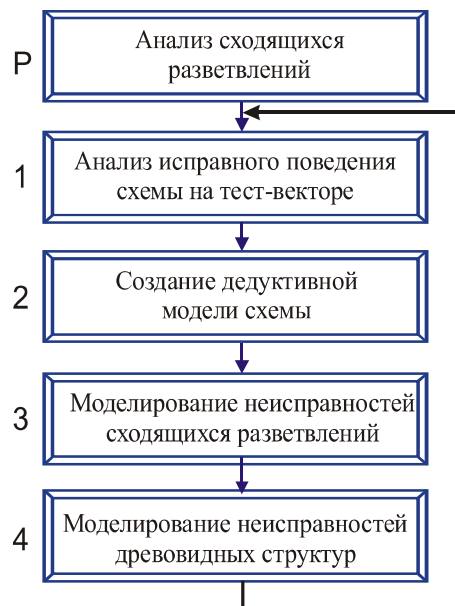 P
Анализ сходящихся
разветвлений
1
Анализ исправного поведения
схемы на тест-векторе
2
Создание дедуктивной
модели схемы
3
Моделирование неисправностей
сходящихся разветвлений
4
Моделирование неисправностей
древовидных структур